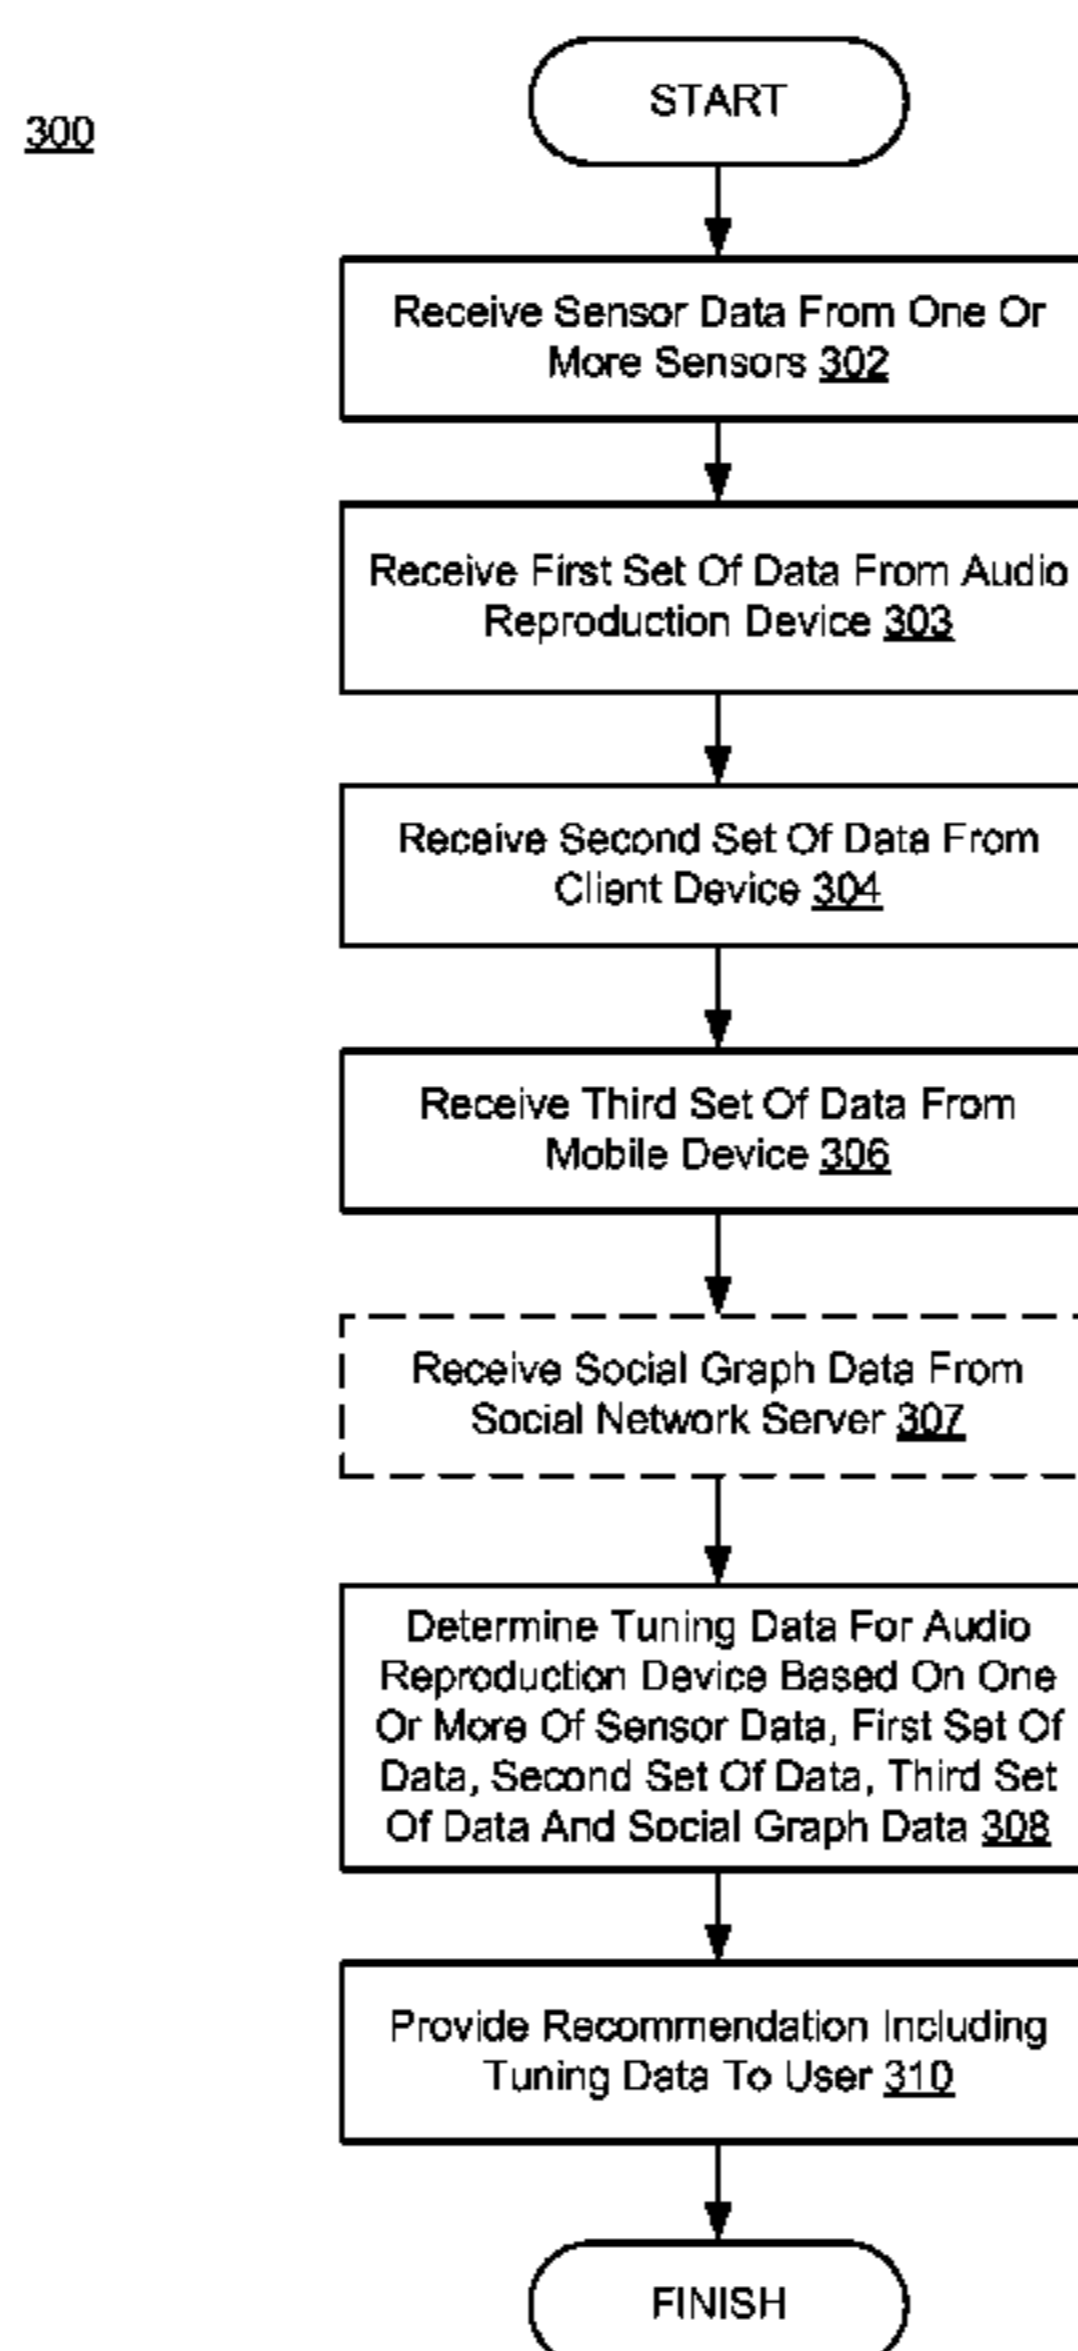 300
START
Receive Sensor Data From One Or
More Sensors 302
Receive First Set Of Data From Audio
Reproduction Device 303
Receive Second Set Of Data From
Client Device 304
Receive Third Set Of Data From
Mobile Device 306
Receive Social Graph Data From
Social Network Server 307
Determine Tuning Data For Audio
Reproduction Device Based On One
Or More Of Sensor Data, First Set Of
Data, Second Set Of Data, Third Set
Of Data And Social Graph Data 308
Provide Recommendation Including
Tuning Data To User 310
FINISH